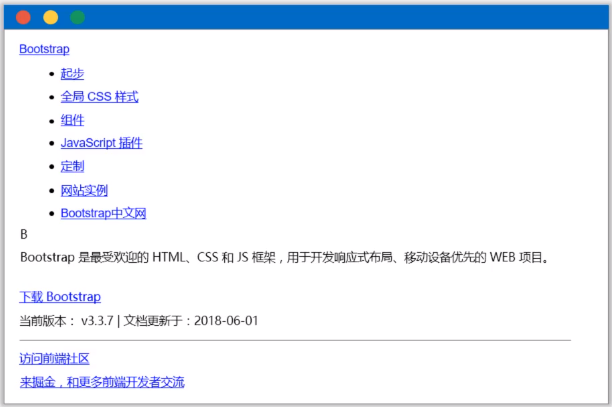 Bootstrap
起步
全局 CSS 样式
组件
JavaScript 插件
定制
网站实例
Bootstrap中文网
B
Bootstrap 是最受欢迎的 HTML、CSS 和 JS 框架，用于开发响应式布局、移动设备优先的 WEB 项目。
下载 Bootstrap
当前版本： v3.3.7 | 文档更新于：2018-06-01
访问前端社区
来掘金，和更多前端开发者交流